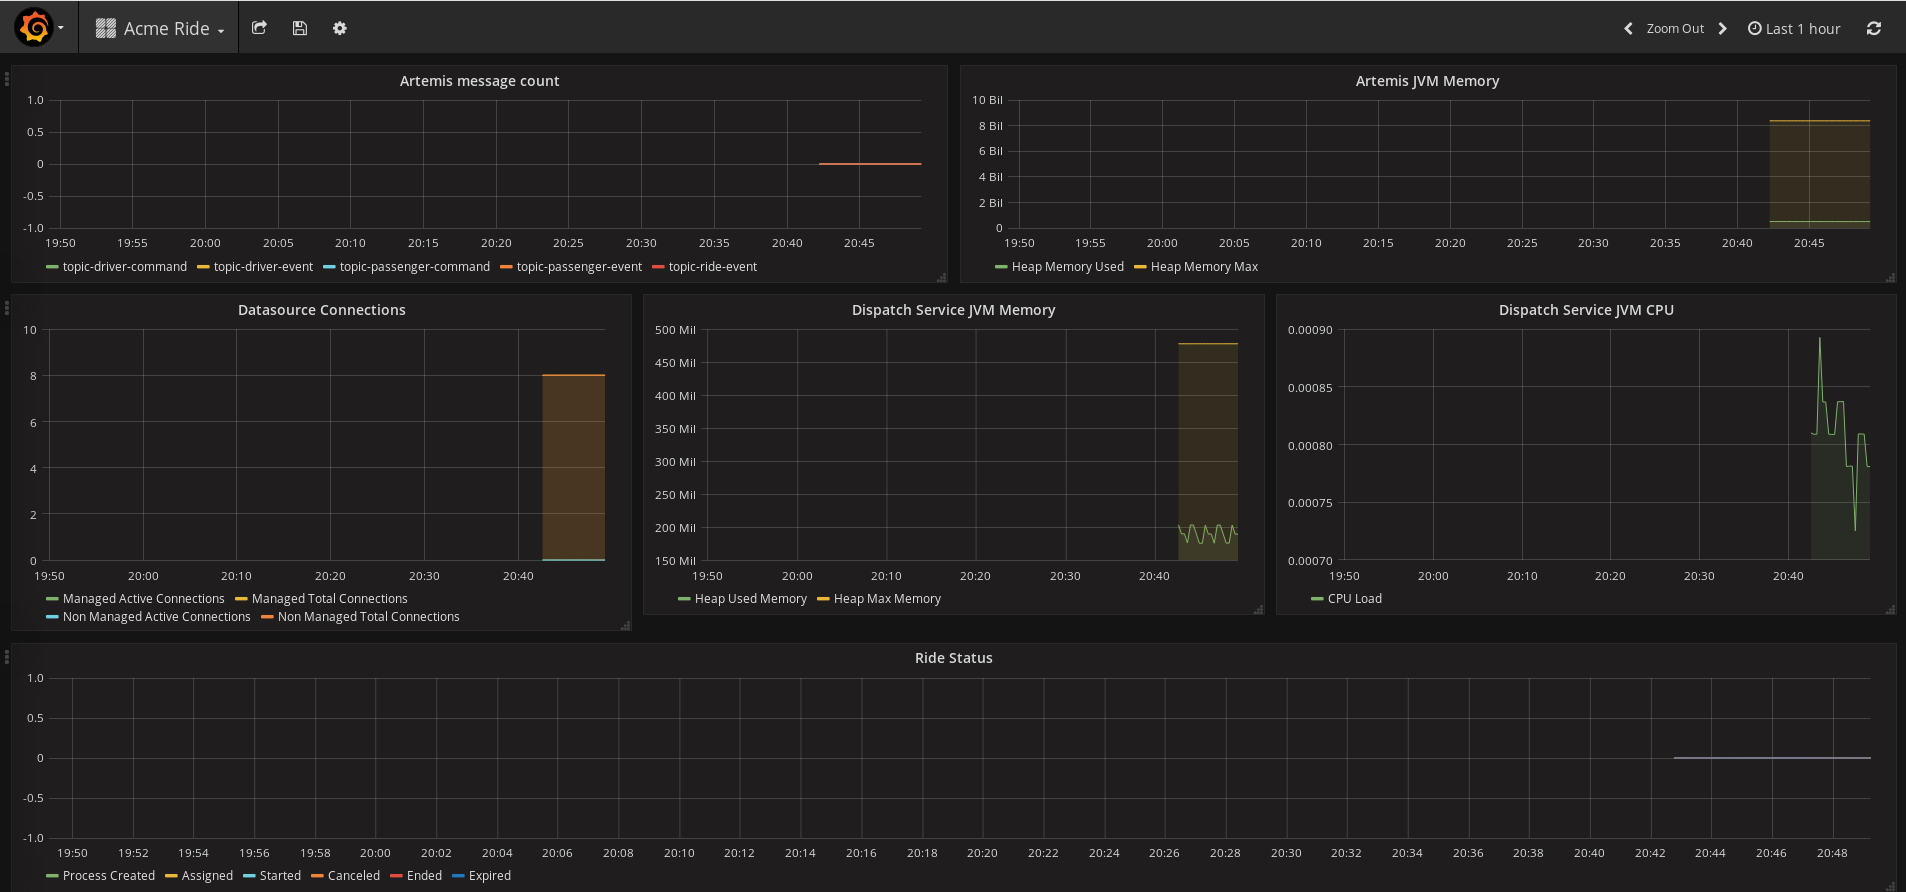 Acme Ride Zoom Out Last 1 hour
Artemis message count
1.0
0.5
0
-0.5
-1.0
19:50 19:55 20:00 20:05 20:10 20:15 20:20 20:25 20:30 20:35 20:40 20:45
topic-driver-command topic-driver-event topic-passenger-command topic-passenger-event topic-ride-event
Artemis JVM Memory
10 Bil
8 Bil
6 Bil
4 Bil
2 Bil
0
19:50 19:55 20:00 20:05 20:10 20:15 20:20 20:25 20:30 20:35 20:40 20:45
Heap Memory Used Heap Memory Max
Datasource Connections
10
8
6
4
2
0
19:50 20:00 20:10 20:20 20:30 20:40
Managed Active Connections Managed Total Connections
Non Managed Active Connections Non Managed Total Connections
Dispatch Service JVM Memory
500 Mil
450 Mil
400 Mil
350 Mil
300 Mil
250 Mil
200 Mil
150 Mil
19:50 20:00 20:10 20:20 20:30 20:40
Heap Used Memory Heap Max Memory
Dispatch Service JVM CPU
0.00090
0.00085
0.00080
0.00075
0.00070
19:50 20:00 20:10 20:20 20:30 20:40
CPU Load
Ride Status
1.0
0.5
0
-0.5
-1.0
19:50 19:52 19:54 19:56 19:58 20:00 20:02 20:04 20:06 20:08 20:10 20:12 20:14 20:16 20:18 20:20 20:22 20:24 20:26 20:28 20:30 20:32 20:34 20:36 20:38 20:40 20:42 20:44 20:46 20:48
Process Created Assigned Started Canceled Ended Expired